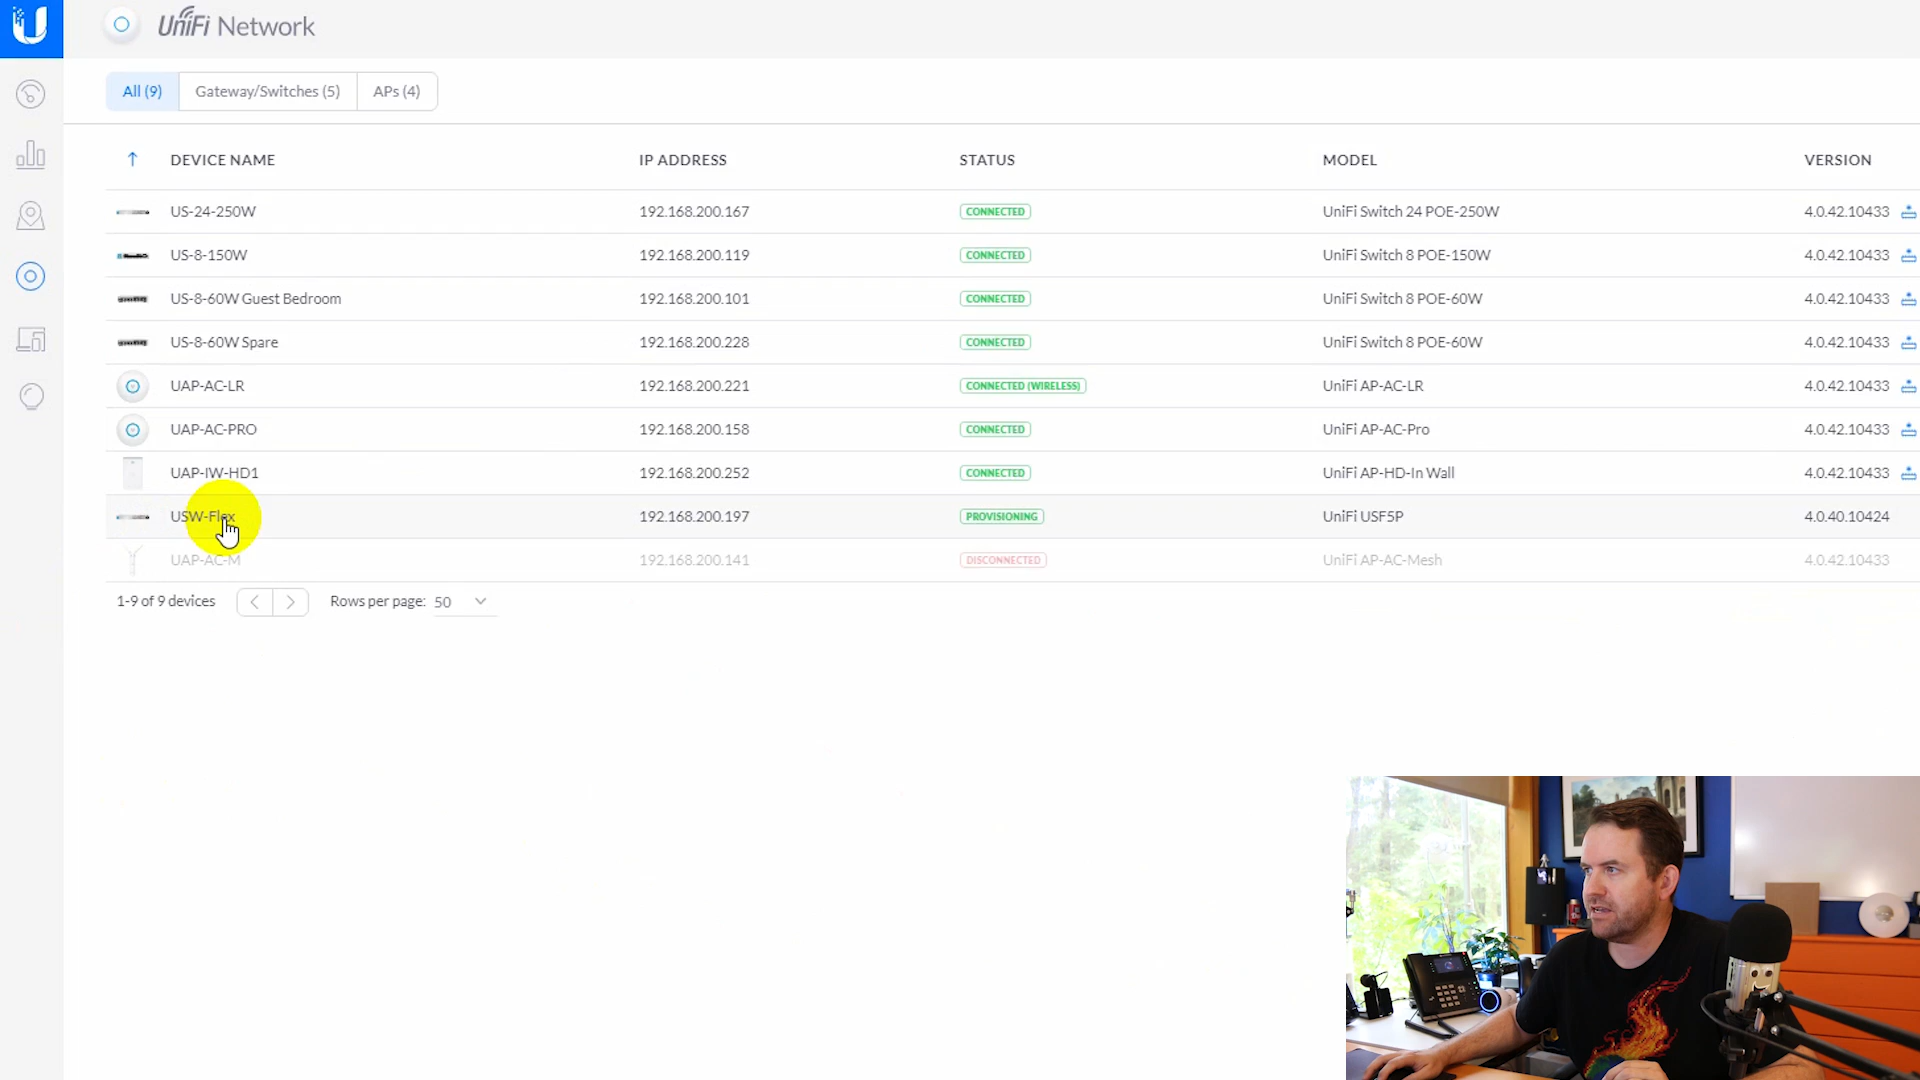 UniFi Network
All (9) Gateway/Switches (5) APs (4)
DEVICE NAME IP ADDRESS STATUS MODEL VERSION
US-24-250W 192.168.200.167 CONNECTED UniFi Switch 24 POE-250W 4.0.42.10433
US-8-150W 192.168.200.119 CONNECTED UniFi Switch 8 POE-150W 4.0.42.10433
US-8-60W Guest Bedroom 192.168.200.101 CONNECTED UniFi Switch 8 POE-60W 4.0.42.10433
US-8-60W Spare 192.168.200.228 CONNECTED UniFi Switch 8 POE-60W 4.0.42.10433
UAP-AC-LR 192.168.200.221 CONNECTED (WIRELESS) UniFi AP-AC-LR 4.0.42.10433
UAP-AC-PRO 192.168.200.158 CONNECTED UniFi AP-AC-Pro 4.0.42.10433
UAP-IW-HD1 192.168.200.252 CONNECTED UniFi AP-HD-In Wall 4.0.42.10433
USW-Flex 192.168.200.197 PROVISIONING UniFi USF5P 4.0.40.10424
UAP-AC-M 192.168.200.141 DISCONNECTED UniFi AP-AC-Mesh 4.0.42.10433
1-9 of 9 devices Rows per page: 50